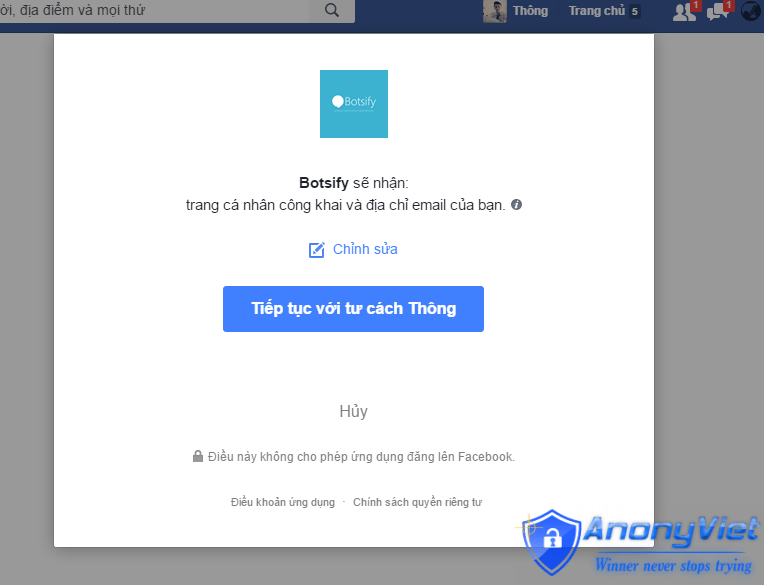 ời, địa điểm và mọi thứ
Thông
Trang chủ 5
1
1
Botsify
Botsify sẽ nhận:
trang cá nhân công khai và địa chỉ email của bạn.
Chỉnh sửa
Tiếp tục với tư cách Thông
Hủy
Điều này không cho phép ứng dụng đăng lên Facebook.
Điều khoản ứng dụng · Chính sách quyền riêng tư
AnonyViet
Winner never stops trying